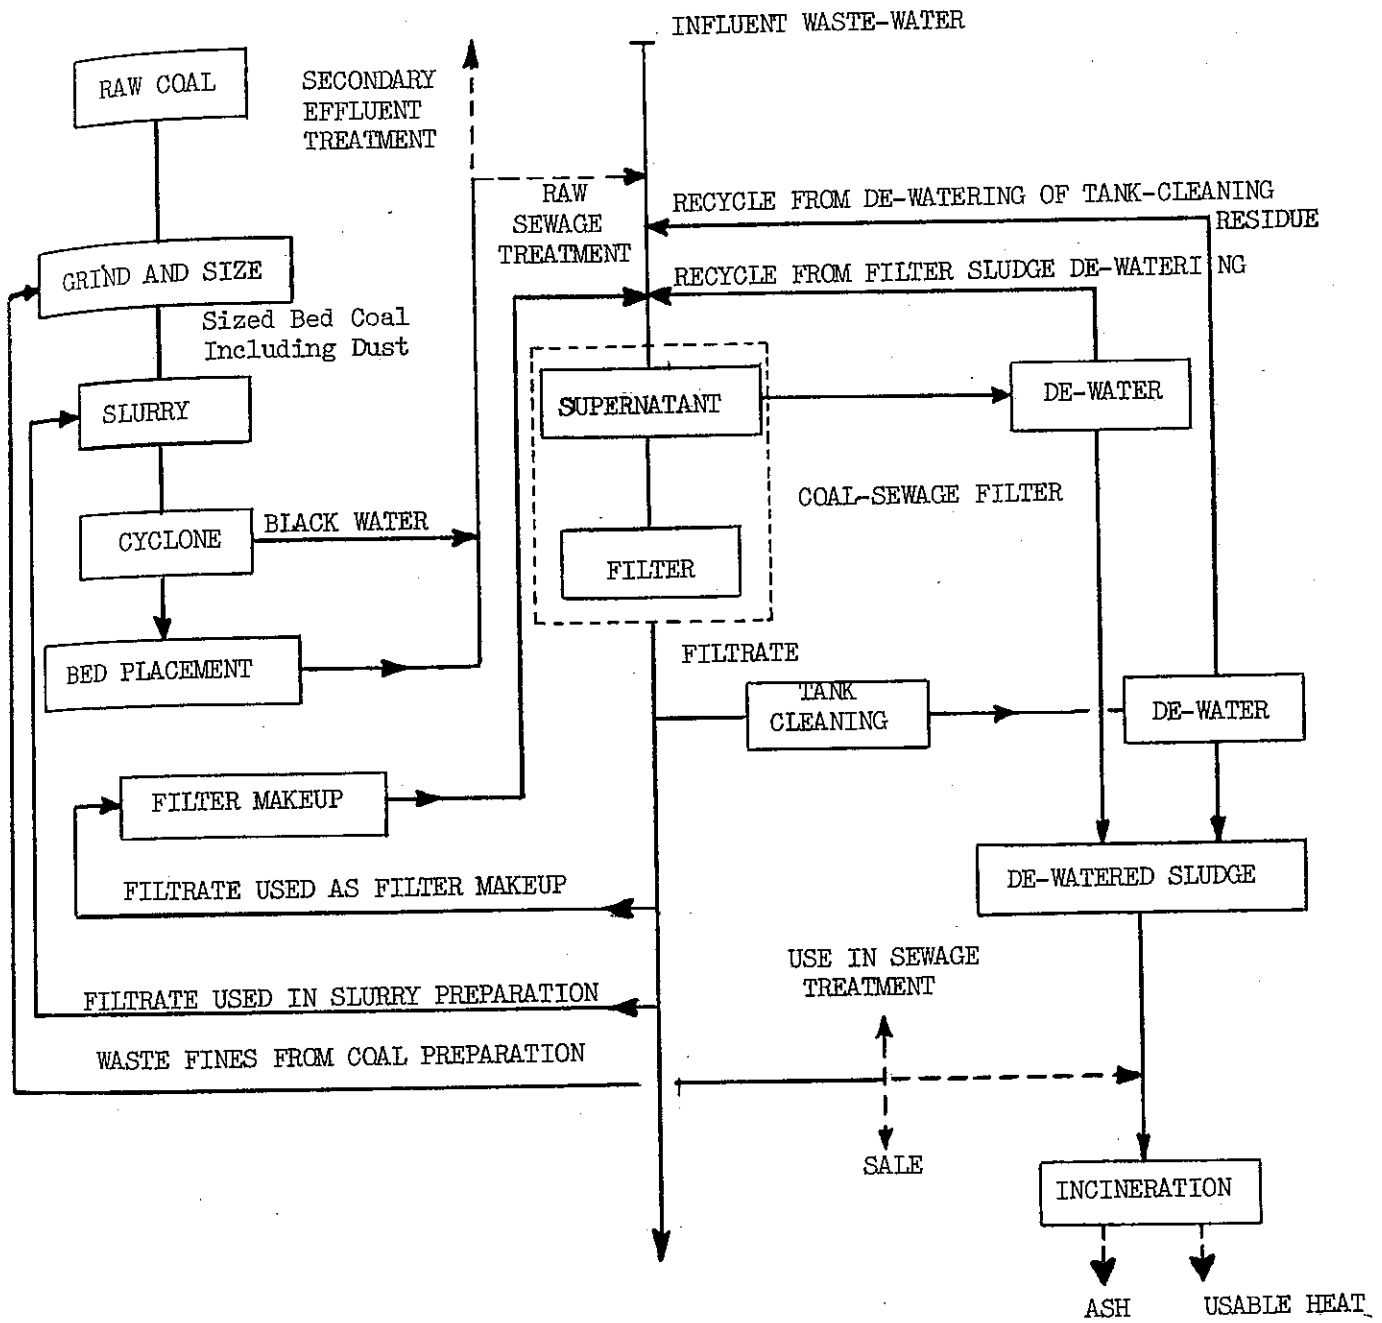 INFLUENT WASTE-WATER
RAW COAL
SECONDARY
EFFLUENT
TREATMENT
RAW
SEWAGE
TREATMENT
RECYCLE FROM DE-WATERING OF TANK-CLEANING
RESIDUE
GRIND AND SIZE
RECYCLE FROM FILTER SLUDGE DE-WATERING
Sized Bed Coal
Including Dust
SLURRY
SUPERNATANT
DE-WATER
COAL-SEWAGE FILTER
CYCLONE
BLACK WATER
FILTER
BED PLACEMENT
FILTRATE
TANK
CLEANING
DE-WATER
FILTER MAKEUP
DE-WATERED SLUDGE
FILTRATE USED AS FILTER MAKEUP
USE IN SEWAGE
TREATMENT
FILTRATE USED IN SLURRY PREPARATION
WASTE FINES FROM COAL PREPARATION
SALE
INCINERATION
ASH
USABLE HEAT